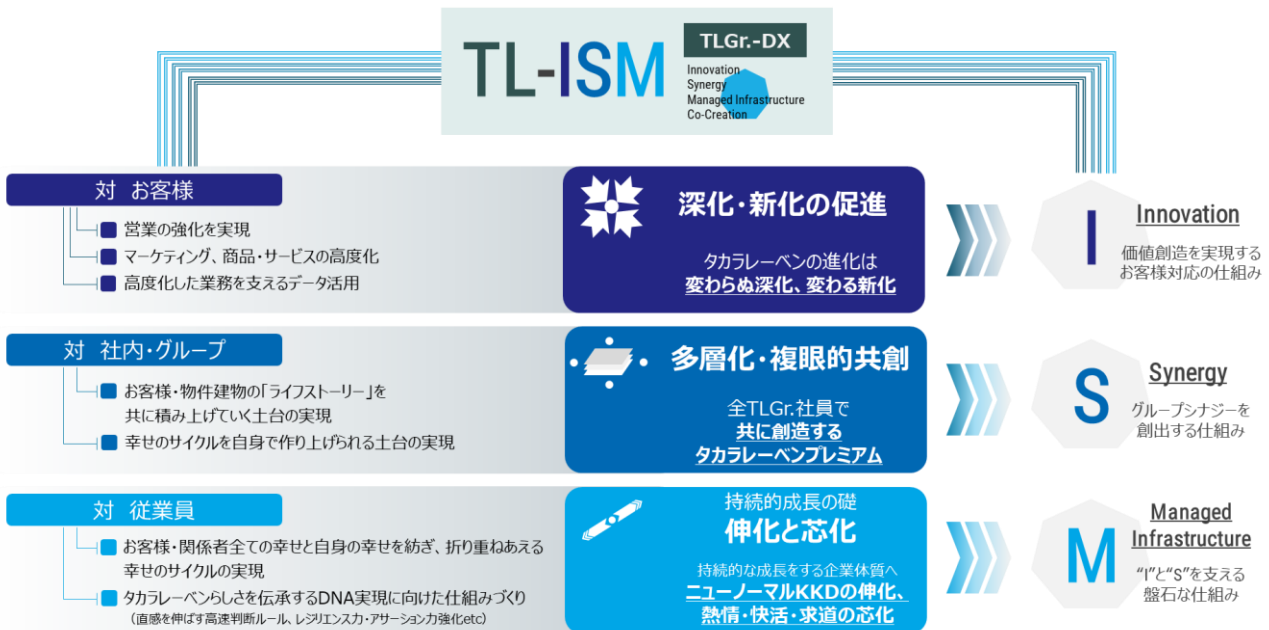 TL-ISM
TLGr.-DX
Innovation
Synergy
Managed Infrastructure
Co-Creation
対 お客様
営業の強化を実現
マーケティング、商品・サービスの高度化
高度化した業務を支えるデータ活用
深化・新化の促進
タカラレーベンの進化は
変わらぬ深化、変わる新化
I
Innovation
価値創造を実現する
お客様対応の仕組み
対 社内・グループ
お客様・物件建物の「ライフストーリー」を
共に積み上げていく土台の実現
幸せのサイクルを自身で作り上げられる土台の実現
多層化・複眼的共創
全TLGr.社員で
共に創造する
タカラレーベンプレミアム
S
Synergy
グループシナジーを
創出する仕組み
対 従業員
お客様・関係者全ての幸せと自身の幸せを紡ぎ、折り重ねあえる
幸せのサイクルの実現
タカラレーベンらしさを伝承するDNA実現に向けた仕組みづくり
（直感を伸ばす高速判断ルール、レジリエンス力・アサーション力強化etc）
持続的成長の礎
伸化と芯化
持続的な成長をする企業体質へ
ニューノーマルKKDの伸化、
熱情・快活・求道の芯化
M
Managed
Infrastructure
“I”と“S”を支える
盤石な仕組み